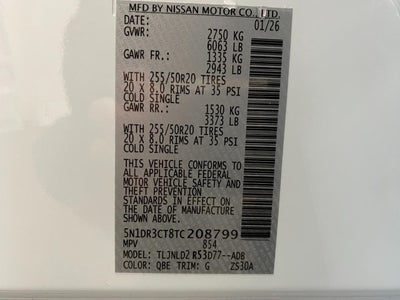 MFD BY NISSAN MOTOR CO., LTD.
DATE: 01/26
GVWR: 2750 KG
6063 LB
GAWR FR.: 1335 KG
2943 LB
WITH 255/50R20 TIRES
20 X 8.0 RIMS AT 35 PSI
COLD SINGLE
GAWR RR.: 1530 KG
3373 LB
WITH 255/50R20 TIRES
20 X 8.0 RIMS AT 35 PSI
COLD SINGLE
THIS VEHICLE CONFORMS TO
ALL APPLICABLE FEDERAL
MOTOR VEHICLE SAFETY AND
THEFT PREVENTION
STANDARDS IN EFFECT ON THE
DATE OF MANUFACTURE
5N1DR3CT8TC208799
MPV 854
MODEL: TLJNLD2 R53D77--ADB
COLOR: QBE TRIM: G ZS3DA